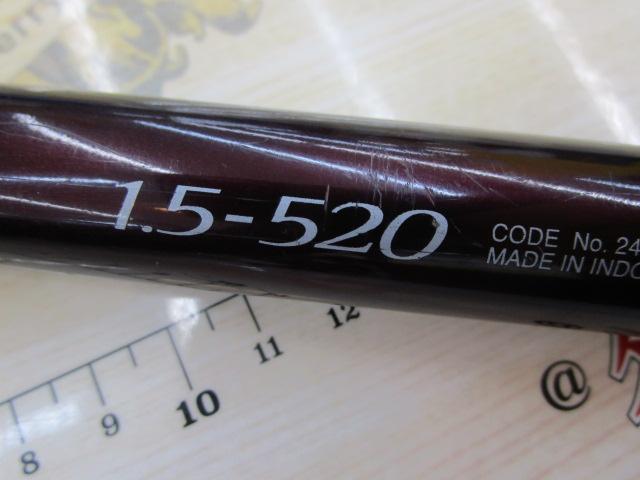 1.5-520
CODE No. 24
MADE IN INDO
8 9 10 11 12
@